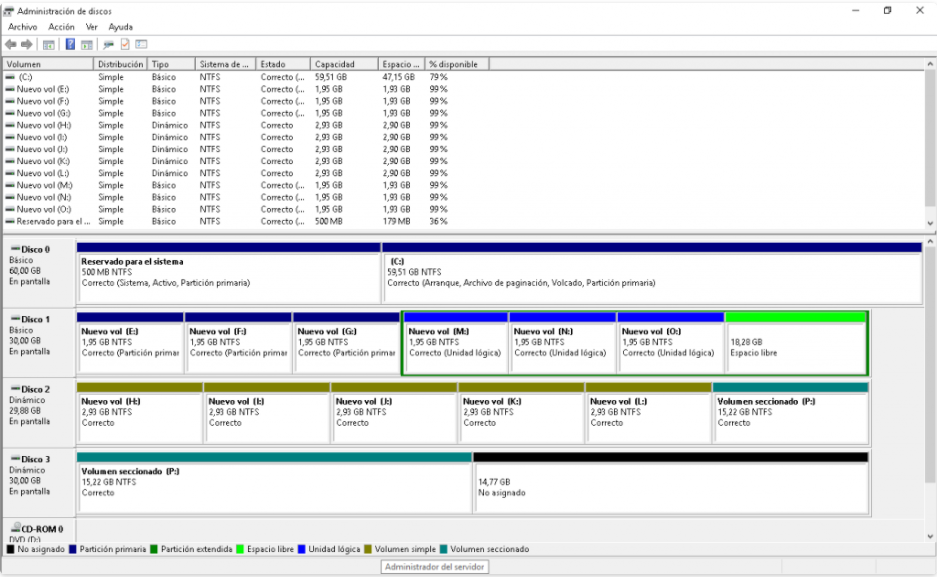 Administración de discos
Archivo Acción Ver Ayuda
Volumen Distribución Tipo Sistema de ... Estado Capacidad Espacio ... % disponible
(C:) Simple Básico NTFS Correcto (... 59,51 GB 47,15 GB 79 %
Nuevo vol (E:) Simple Básico NTFS Correcto (... 1,95 GB 1,93 GB 99 %
Nuevo vol (F:) Simple Básico NTFS Correcto (... 1,95 GB 1,93 GB 99 %
Nuevo vol (G:) Simple Básico NTFS Correcto (... 1,95 GB 1,93 GB 99 %
Nuevo vol (H:) Simple Dinámico NTFS Correcto 2,93 GB 2,90 GB 99 %
Nuevo vol (I:) Simple Dinámico NTFS Correcto 2,93 GB 2,90 GB 99 %
Nuevo vol (J:) Simple Dinámico NTFS Correcto 2,93 GB 2,90 GB 99 %
Nuevo vol (K:) Simple Dinámico NTFS Correcto 2,93 GB 2,90 GB 99 %
Nuevo vol (L:) Simple Dinámico NTFS Correcto 2,93 GB 2,90 GB 99 %
Nuevo vol (M:) Simple Básico NTFS Correcto (... 1,95 GB 1,93 GB 99 %
Nuevo vol (N:) Simple Básico NTFS Correcto (... 1,95 GB 1,93 GB 99 %
Nuevo vol (O:) Simple Básico NTFS Correcto (... 1,95 GB 1,93 GB 99 %
Reservado para el ... Simple Básico NTFS Correcto (... 500 MB 179 MB 36 %
Disco 0
Básico
60,00 GB
En pantalla
Reservado para el sistema
500 MB NTFS
Correcto (Sistema, Activo, Partición primaria)
(C:)
59,51 GB NTFS
Correcto (Arranque, Archivo de paginación, Volcado, Partición primaria)
Disco 1
Básico
30,00 GB
En pantalla
Nuevo vol (E:)
1,95 GB NTFS
Correcto (Partición primar
Nuevo vol (F:)
1,95 GB NTFS
Correcto (Partición primar
Nuevo vol (G:)
1,95 GB NTFS
Correcto (Partición primar
Nuevo vol (M:)
1,95 GB NTFS
Correcto (Unidad lógica)
Nuevo vol (N:)
1,95 GB NTFS
Correcto (Unidad lógica)
Nuevo vol (O:)
1,95 GB NTFS
Correcto (Unidad lógica)
18,28 GB
Espacio libre
Disco 2
Dinámico
29,88 GB
En pantalla
Nuevo vol (H:)
2,93 GB NTFS
Correcto
Nuevo vol (I:)
2,93 GB NTFS
Correcto
Nuevo vol (J:)
2,93 GB NTFS
Correcto
Nuevo vol (K:)
2,93 GB NTFS
Correcto
Nuevo vol (L:)
2,93 GB NTFS
Correcto
Volumen seccionado (P:)
15,22 GB NTFS
Correcto
Disco 3
Dinámico
30,00 GB
En pantalla
Volumen seccionado (P:)
15,22 GB NTFS
Correcto
14,77 GB
No asignado
CD-ROM 0
DVD (D:)
No asignado Partición primaria Partición extendida Espacio libre Unidad lógica Volumen simple Volumen seccionado
Administrador del servidor